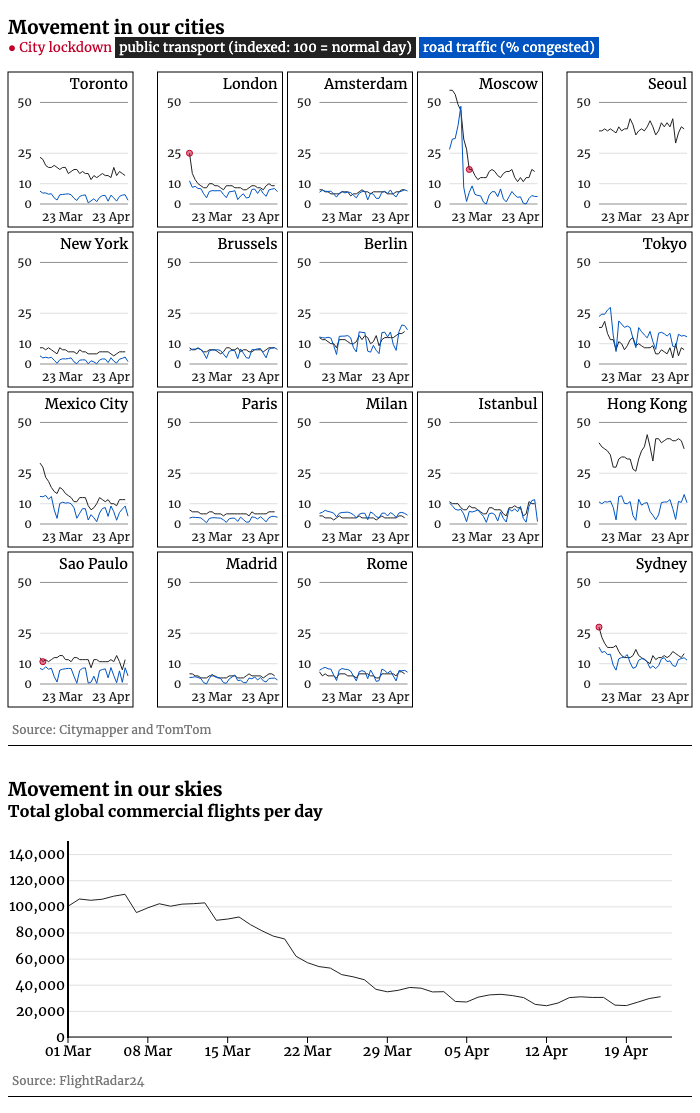 Movement in our cities
● City lockdown public transport (indexed: 100 = normal day) road traffic (% congested)
Toronto London Amsterdam Moscow Seoul
50 50 50 50 50
25 25 25 25 25
10 10 10 10 10
0 0 0 0 0
23 Mar 23 Apr 23 Mar 23 Apr 23 Mar 23 Apr 23 Mar 23 Apr 23 Mar 23 Apr
New York Brussels Berlin Tokyo
50 50 50 50
25 25 25 25
10 10 10 10
0 0 0 0
23 Mar 23 Apr 23 Mar 23 Apr 23 Mar 23 Apr 23 Mar 23 Apr
Mexico City Paris Milan Istanbul Hong Kong
50 50 50 50 50
25 25 25 25 25
10 10 10 10 10
0 0 0 0 0
23 Mar 23 Apr 23 Mar 23 Apr 23 Mar 23 Apr 23 Mar 23 Apr 23 Mar 23 Apr
Sao Paulo Madrid Rome Sydney
50 50 50 50
25 25 25 25
10 10 10 10
0 0 0 0
23 Mar 23 Apr 23 Mar 23 Apr 23 Mar 23 Apr 23 Mar 23 Apr
Source: Citymapper and TomTom
Movement in our skies
Total global commercial flights per day
140,000
120,000
100,000
80,000
60,000
40,000
20,000
0
01 Mar 08 Mar 15 Mar 22 Mar 29 Mar 05 Apr 12 Apr 19 Apr
Source: FlightRadar24